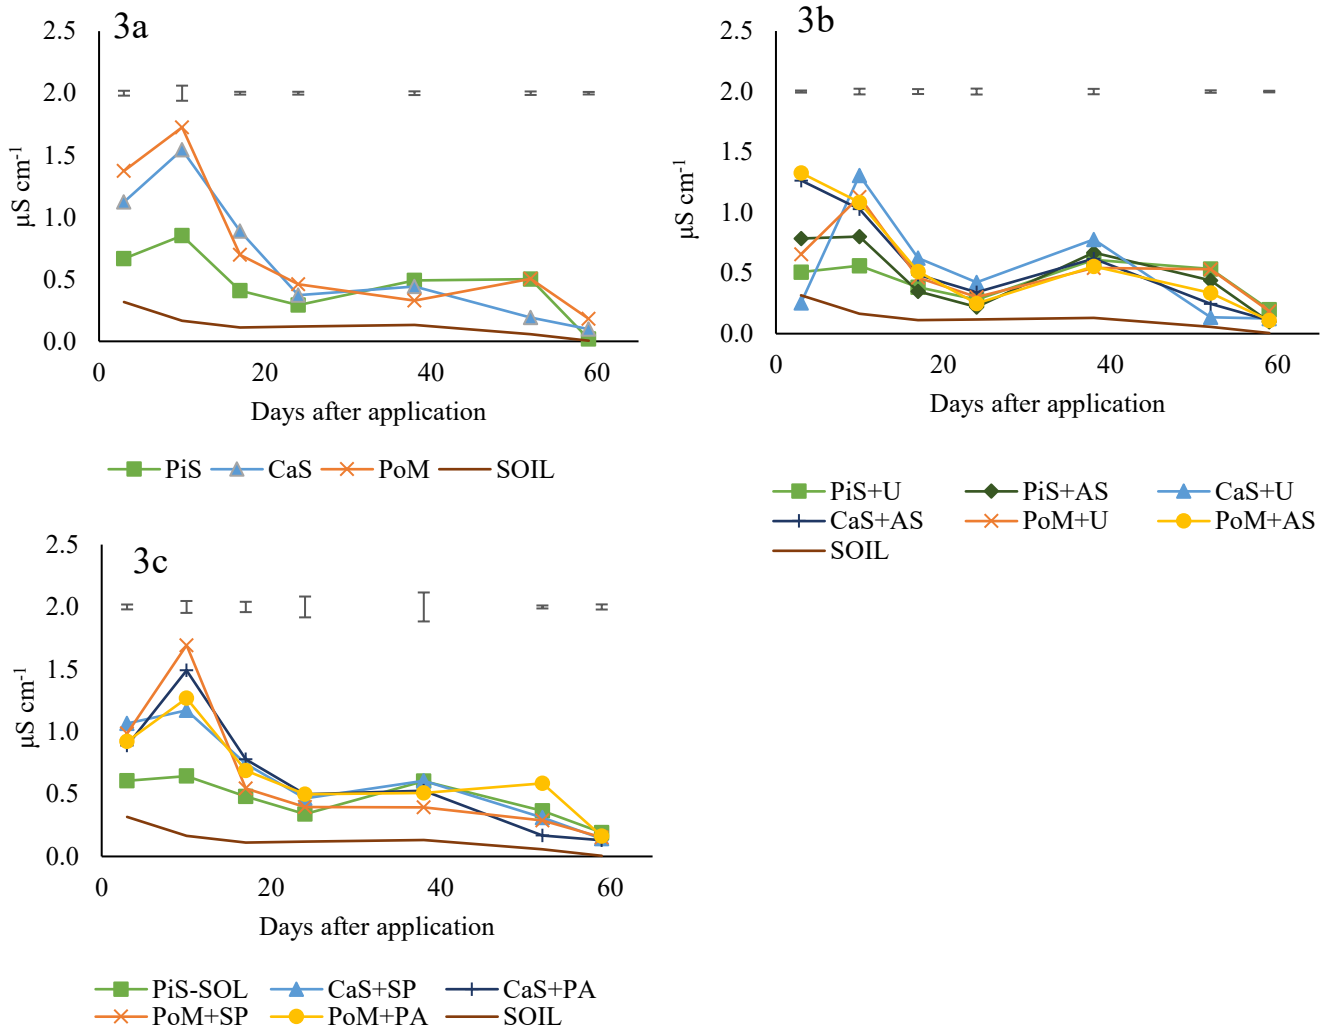 3a
2.5
2.0
1.5
1.0
0.5
0.0
µS cm-1
0 20 40 60
Days after application
PiS CaS PoM SOIL
3b
2.5
2.0
1.5
1.0
0.5
0.0
µS cm-1
0 20 40 60
Days after application
PiS+U PiS+AS CaS+U
CaS+AS PoM+U PoM+AS
SOIL
3c
2.5
2.0
1.5
1.0
0.5
0.0
µS cm-1
0 20 40 60
Days after application
PiS-SOL CaS+SP CaS+PA
PoM+SP PoM+PA SOIL